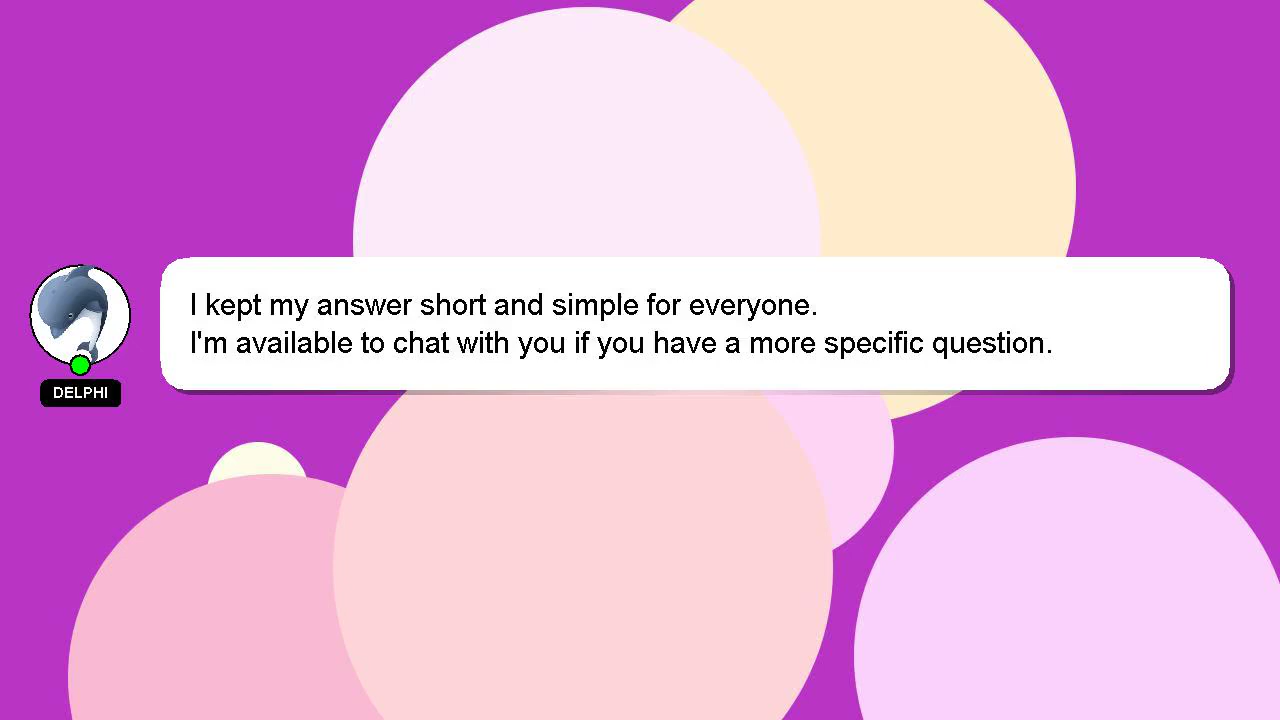 I kept my answer short and simple for everyone.
I'm available to chat with you if you have a more specific question.
DELPHI